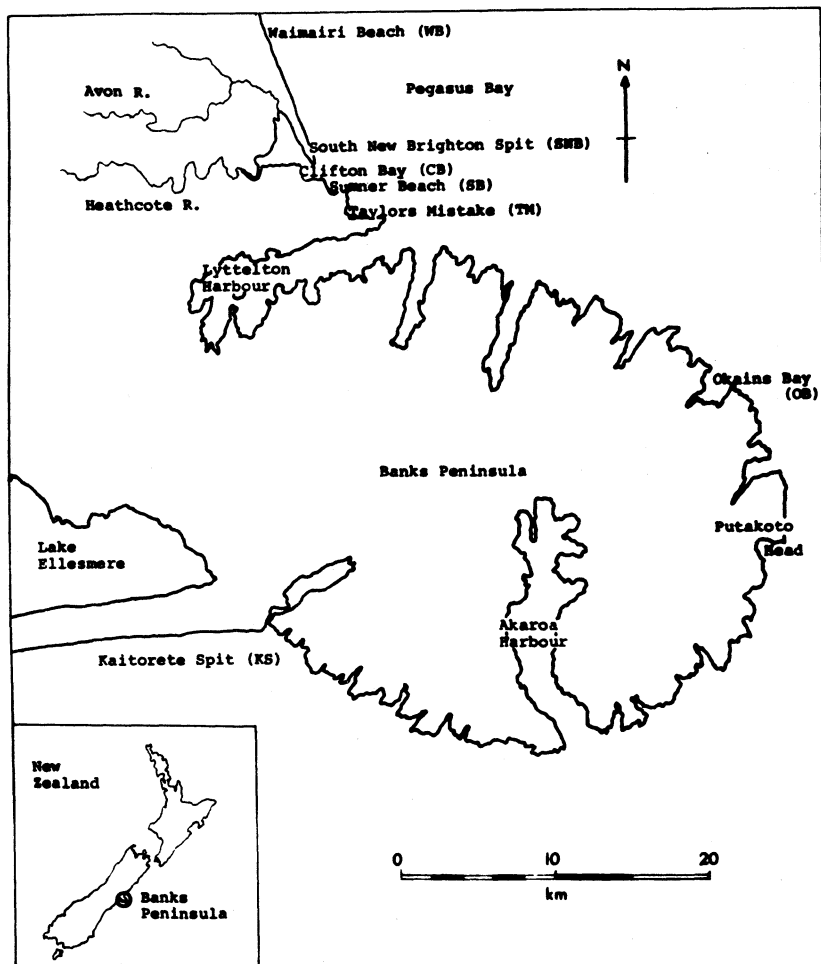 Waimairi Beach (WB)
N
Avon R.
Pegasus Bay
South New Brighton Spit (SNB)
Clifton Bay (CB)
Sumner Beach (SB)
Heathcote R.
Taylors Mistake (TM)
Lyttelton
Harbour
Okains Bay
(OB)
Banks Peninsula
Putakoto
Head
Lake
Ellesmere
Akaroa
Harbour
Kaitorete Spit (KS)
New
Zealand
Banks
Peninsula
0 10 20
km